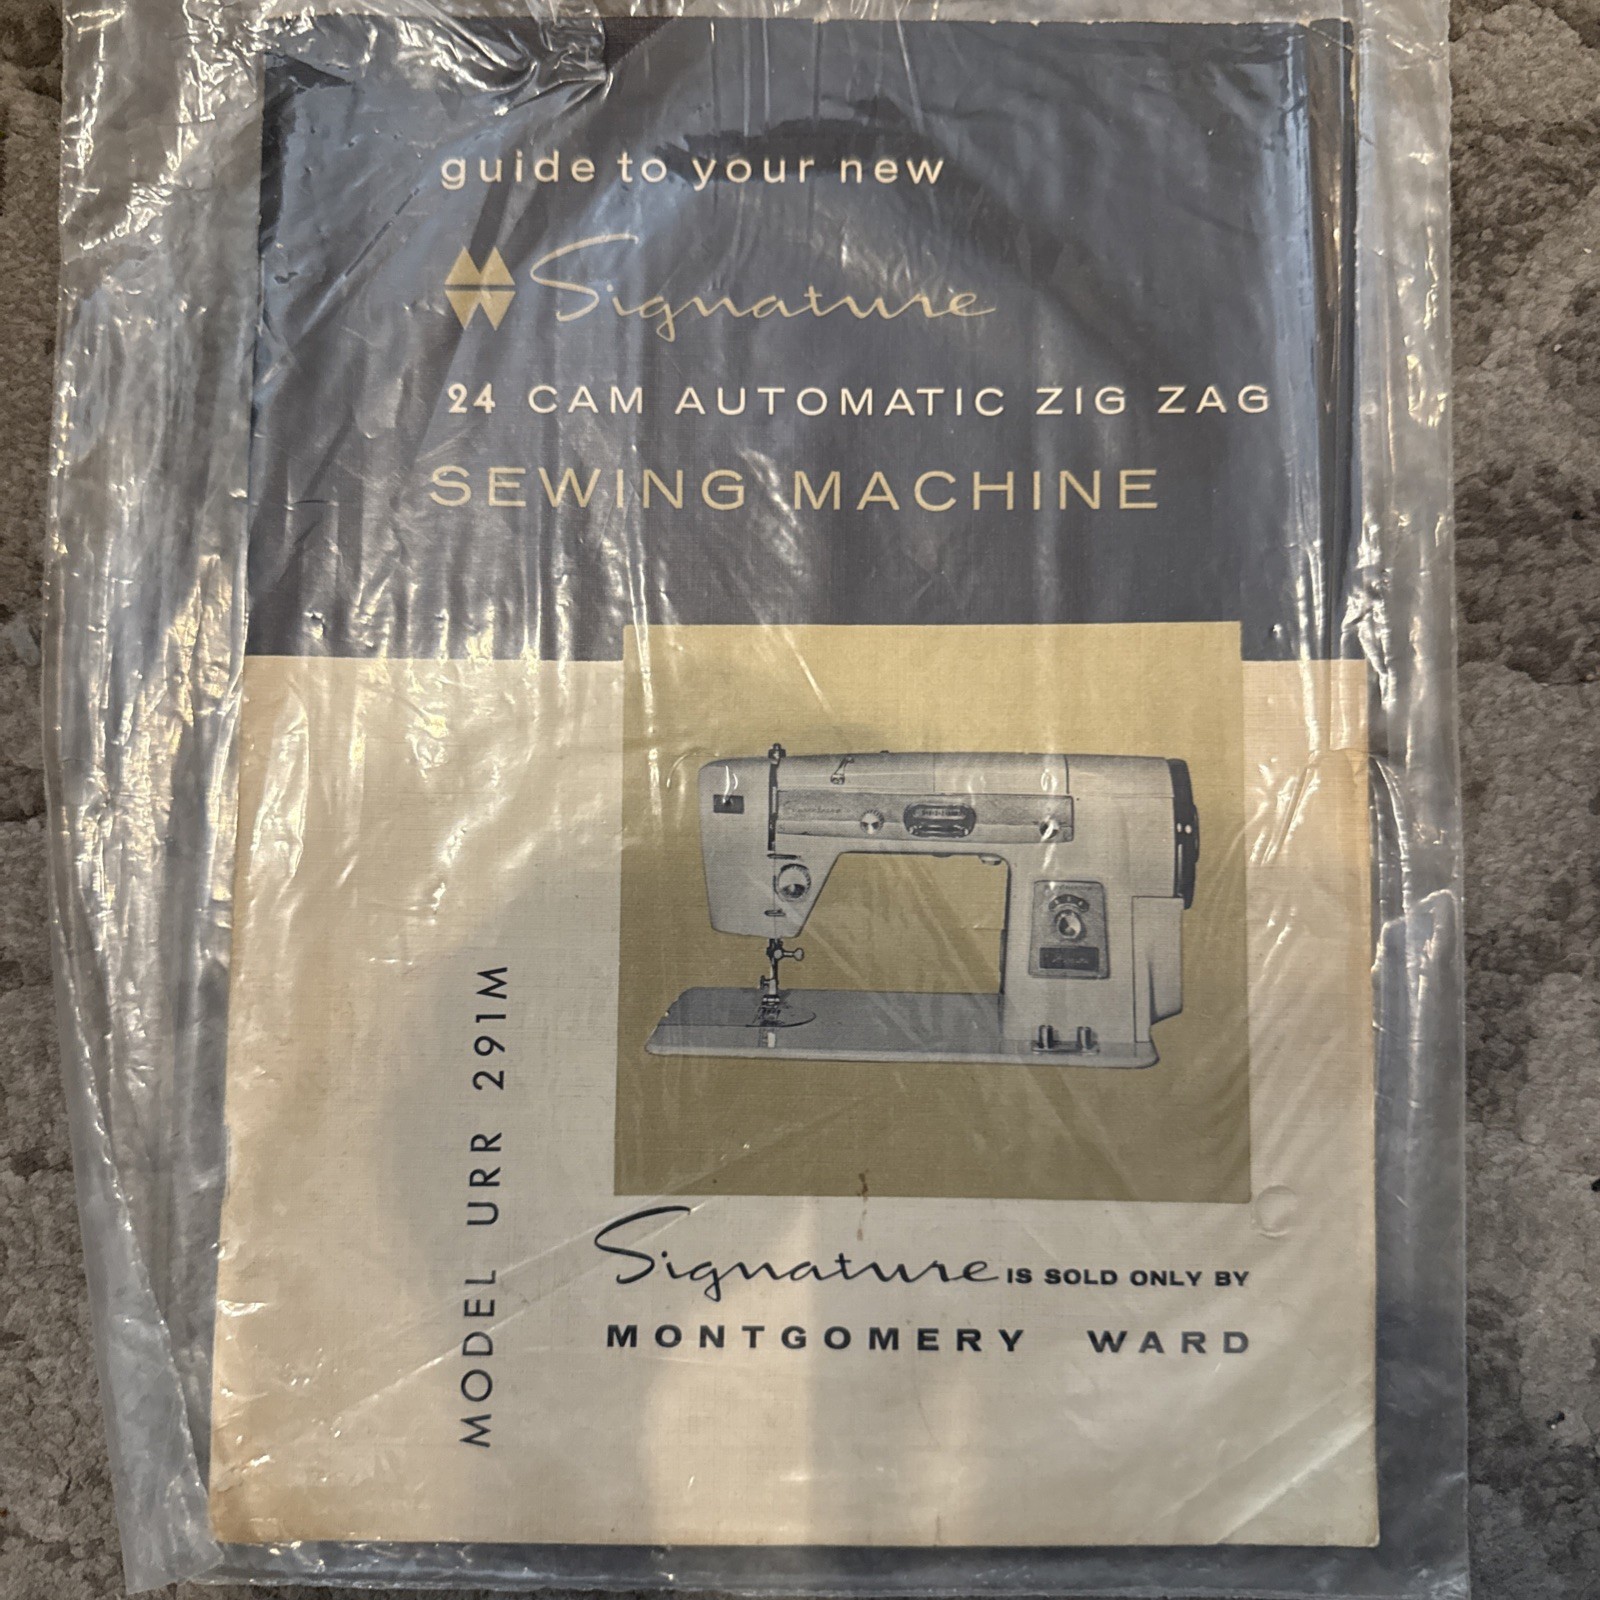 guide to your new
Signature
24 CAM AUTOMATIC ZIG ZAG
SEWING MACHINE
MODEL URR 291M
Signature IS SOLD ONLY BY
MONTGOMERY WARD